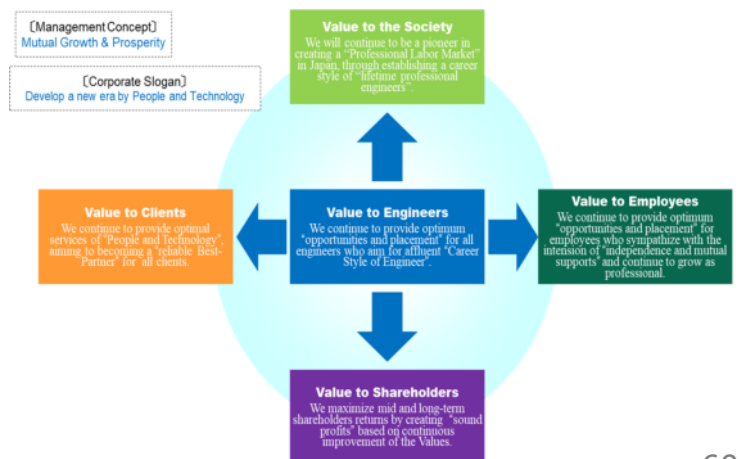 〔Management Concept〕
Mutual Growth & Prosperity
〔Corporate Slogan〕
Develop a new era by People and Technology
Value to the Society
We will continue to be a pioneer in
creating a "Professional Labor Market"
in Japan, through establishing a career
style of "lifetime professional
engineers".
Value to Clients
We continue to provide optimal
services of "People and Technology",
aiming to becoming a "reliable Best-
Partner" for all clients.
Value to Engineers
We continue to provide optimum
"opportunities and placement" for all
engineers who aim for affluent "Career
Style of Engineer".
Value to Employees
We continue to provide optimum
"opportunities and placement" for
employees who sympathize with the
intension of "independence and mutual
supports" and continue to grow as
professional.
Value to Shareholders
We maximize mid and long-term
shareholders returns by creating "sound
profits" based on continuous
improvement of the Values.